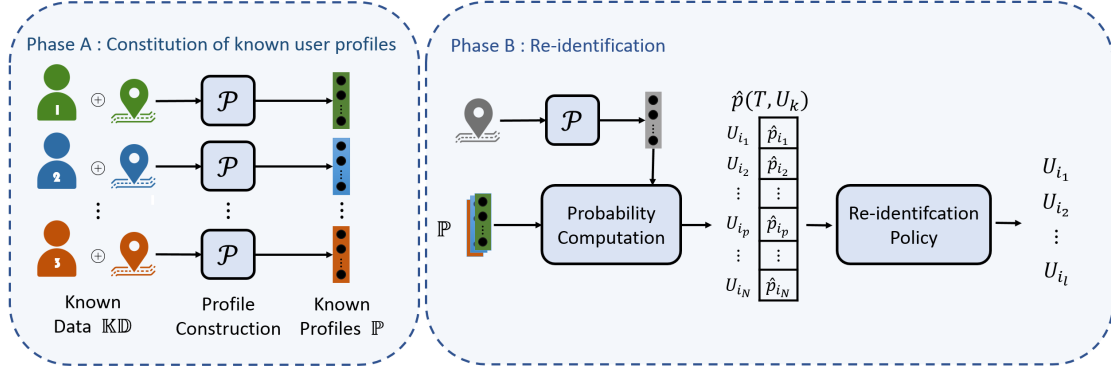 Phase A : Constitution of known user profiles
1 ⊕ 𝒫
2 ⊕ 𝒫
⋮ ⋮ ⋮
3 ⊕ 𝒫
Known
Data 𝕂𝔻
Profile
Construction
Known
Profiles ℙ
Phase B : Re-identification
𝒫
ℙ
Probability
Computation
p̂(T, U_k)
U_{i_1} p̂_{i_1}
U_{i_2} p̂_{i_2}
⋮ ⋮
U_{i_p} p̂_{i_p}
⋮ ⋮
U_{i_N} p̂_{i_N}
Re-identifcation
Policy
U_{i_1}
U_{i_2}
⋮
U_{i_l}